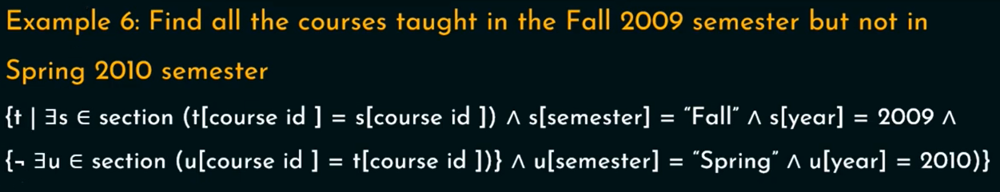 Example 6: Find all the courses taught in the Fall 2009 semester but not in
Spring 2010 semester
{t | ∃s ∈ section (t[course id ] = s[course id ]) ∧ s[semester] = “Fall” ∧ s[year] = 2009 ∧
{¬ ∃u ∈ section (u[course id ] = t[course id ])} ∧ u[semester] = “Spring” ∧ u[year] = 2010)}